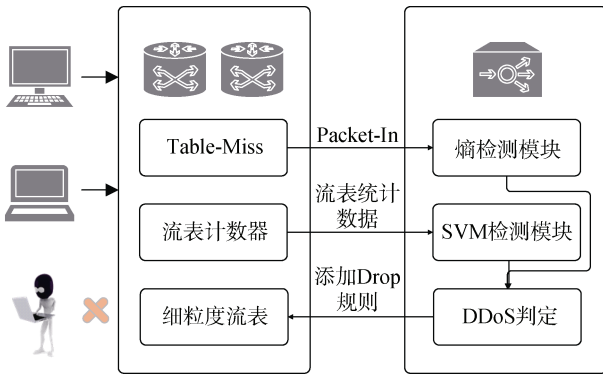 Table-Miss
Packet-In
熵检测模块
流表计数器
流表统计
数据
SVM检测模块
细粒度流表
添加Drop
规则
DDoS判定